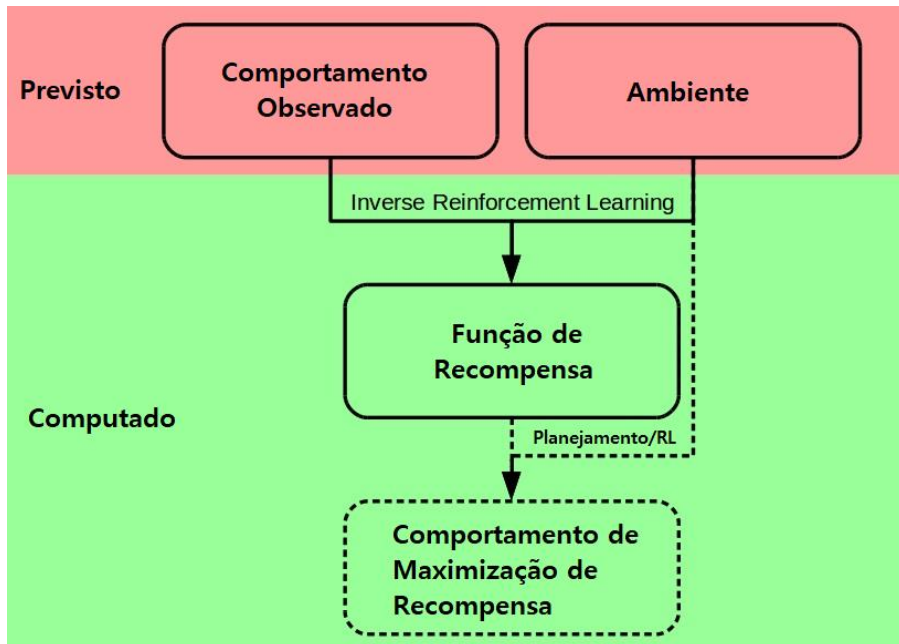 Previsto
Comportamento
Observado
Ambiente
Inverse Reinforcement Learning
Função de
Recompensa
Computado
Planejamento/RL
Comportamento de
Maximização de
Recompensa